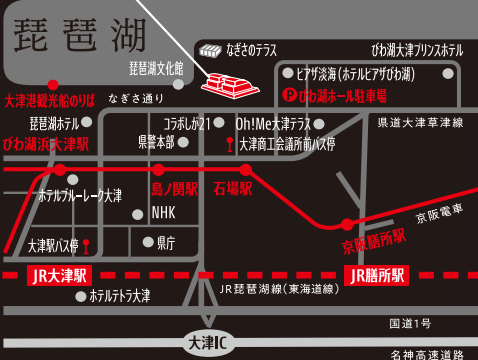 琵琶湖
なぎさのテラス
びわ湖大津プリンスホテル
琵琶湖文化館
ピアザ淡海(ホテルピアザびわ湖)
大津港観光船のりば
なぎさ通り
P びわ湖ホール駐車場
琵琶湖ホテル
コラボしが21
Oh!Me大津テラス
県道大津草津線
びわ湖浜大津駅
県警本部
大津商工会議所前バス停
島ノ関駅
石場駅
ホテルブルーレーク大津
NHK
京阪電車
大津駅バス停
県庁
京阪膳所駅
JR大津駅
JR膳所駅
ホテルテトラ大津
JR琵琶湖線(東海道線)
国道1号
大津IC
名神高速道路